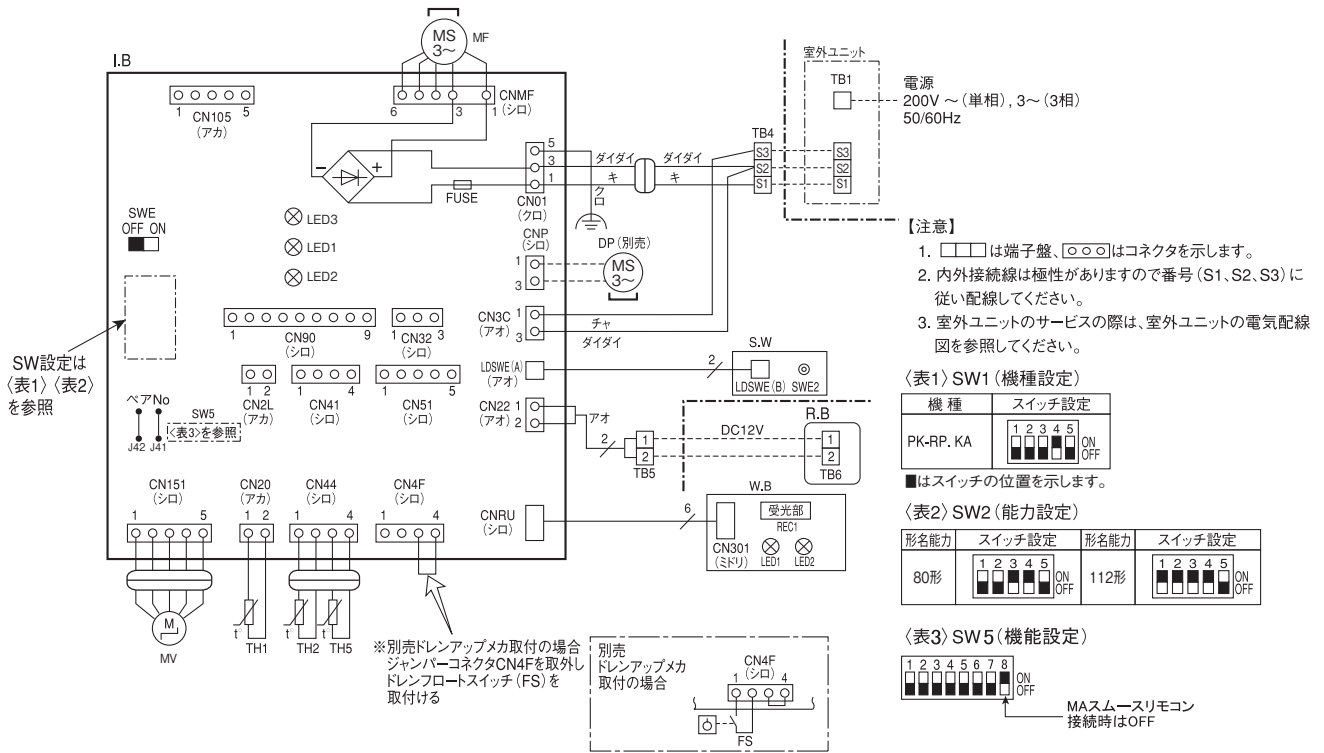 I.B
MS
3～
MF
1 5
CN105
(アカ)
6 3 1
CNMF
(シロ)
－ ＋
FUSE
5
3
1
CN01
(クロ)
ダイダイ ダイダイ
キ キ
クロ
TB4
S3
S2
S1
室外ユニット
TB1
S3
S2
S1
電源
200V ～(単相) , 3～(3相)
50/60Hz
SWE
OFF ON
LED3
LED1
LED2
CNP
(シロ)
1
3
DP (別売)
MS
3～
CN3C
(アオ)
1
3
チャ
ダイダイ
SW設定は
〈表1〉〈表2〉
を参照
1 9
CN90
(シロ)
1 3
CN32
(シロ)
1 2
CN2L
(アカ)
1 4
CN41
(シロ)
1 5
CN51
(シロ)
LDSWE(A)
(アオ)
2
S.W
LDSWE(B) SWE2
CN22
(アオ)
1
2
アオ
2
1
2
TB5
DC12V
R.B
1
2
TB6
ペアNo
J42 J41
SW5
<表3>を参照
CN151
(シロ)
1 5
CN20
(アカ)
1 2
CN44
(シロ)
1 4
CN4F
(シロ)
1 4
CNRU
(シロ)
6
W.B
CN301
(ミドリ)
受光部
REC1
LED1 LED2
M
MV
t°
TH1
t°
TH2
t°
TH5
※別売ドレンアップメカ取付の場合
ジャンパーコネクタCN4Fを取外し
ドレンフロートスイッチ(FS)を
取付ける
別売
ドレンアップメカ
取付の場合
CN4F
(シロ)
1 4
FS
【注意】
1. は端子盤、はコネクタを示します。
2. 内外接続線は極性がありますので番号(S1、S2、S3)に
従い配線してください。
3. 室外ユニットのサービスの際は、室外ユニットの電気配線
図を参照してください。
〈表1〉SW1(機種設定)
機 種 スイッチ設定
PK-RP. KA 1 2 3 4 5 ON OFF
■はスイッチの位置を示します。
〈表2〉SW2(能力設定)
形名能力 スイッチ設定 形名能力 スイッチ設定
80形 1 2 3 4 5 ON OFF 112形 1 2 3 4 5 ON OFF
〈表3〉SW5(機能設定)
1 2 3 4 5 6 7 8 ON OFF
MAスムースリモコン
接続時はOFF